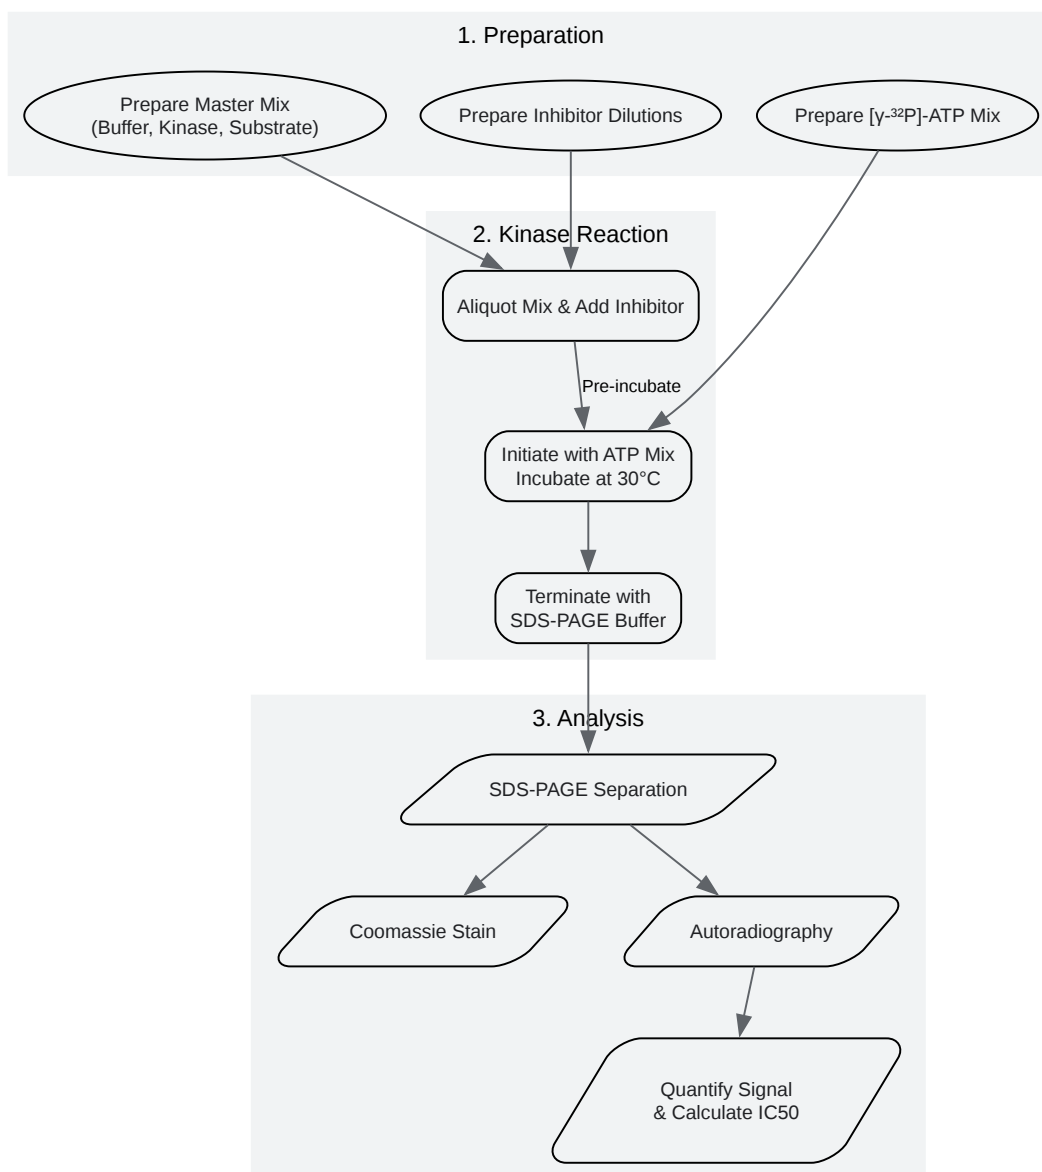 1. Preparation
Prepare Master Mix
(Buffer, Kinase, Substrate)
Prepare Inhibitor Dilutions
Prepare [γ-³²P]-ATP Mix
2. Kinase Reaction
Aliquot Mix & Add Inhibitor
Pre-incubate
Initiate with ATP Mix
Incubate at 30°C
Terminate with
SDS-PAGE Buffer
3. Analysis
SDS-PAGE Separation
Coomassie Stain
Autoradiography
Quantify Signal
& Calculate IC50